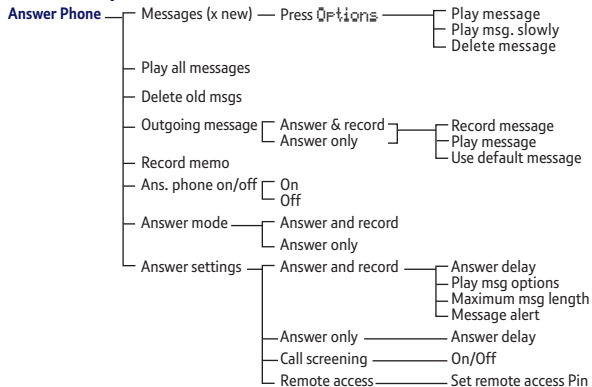 Answer Phone Messages (x new) Press Options Play message
Play msg. slowly
Delete message
Play all messages
Delete old msgs
Outgoing message Answer & record Record message
Answer only Play message
Use default message
Record memo
Ans. phone on/off On
Off
Answer mode Answer and record
Answer only
Answer settings Answer and record Answer delay
Play msg options
Maximum msg length
Message alert
Answer only Answer delay
Call screening On/Off
Remote access Set remote access Pin